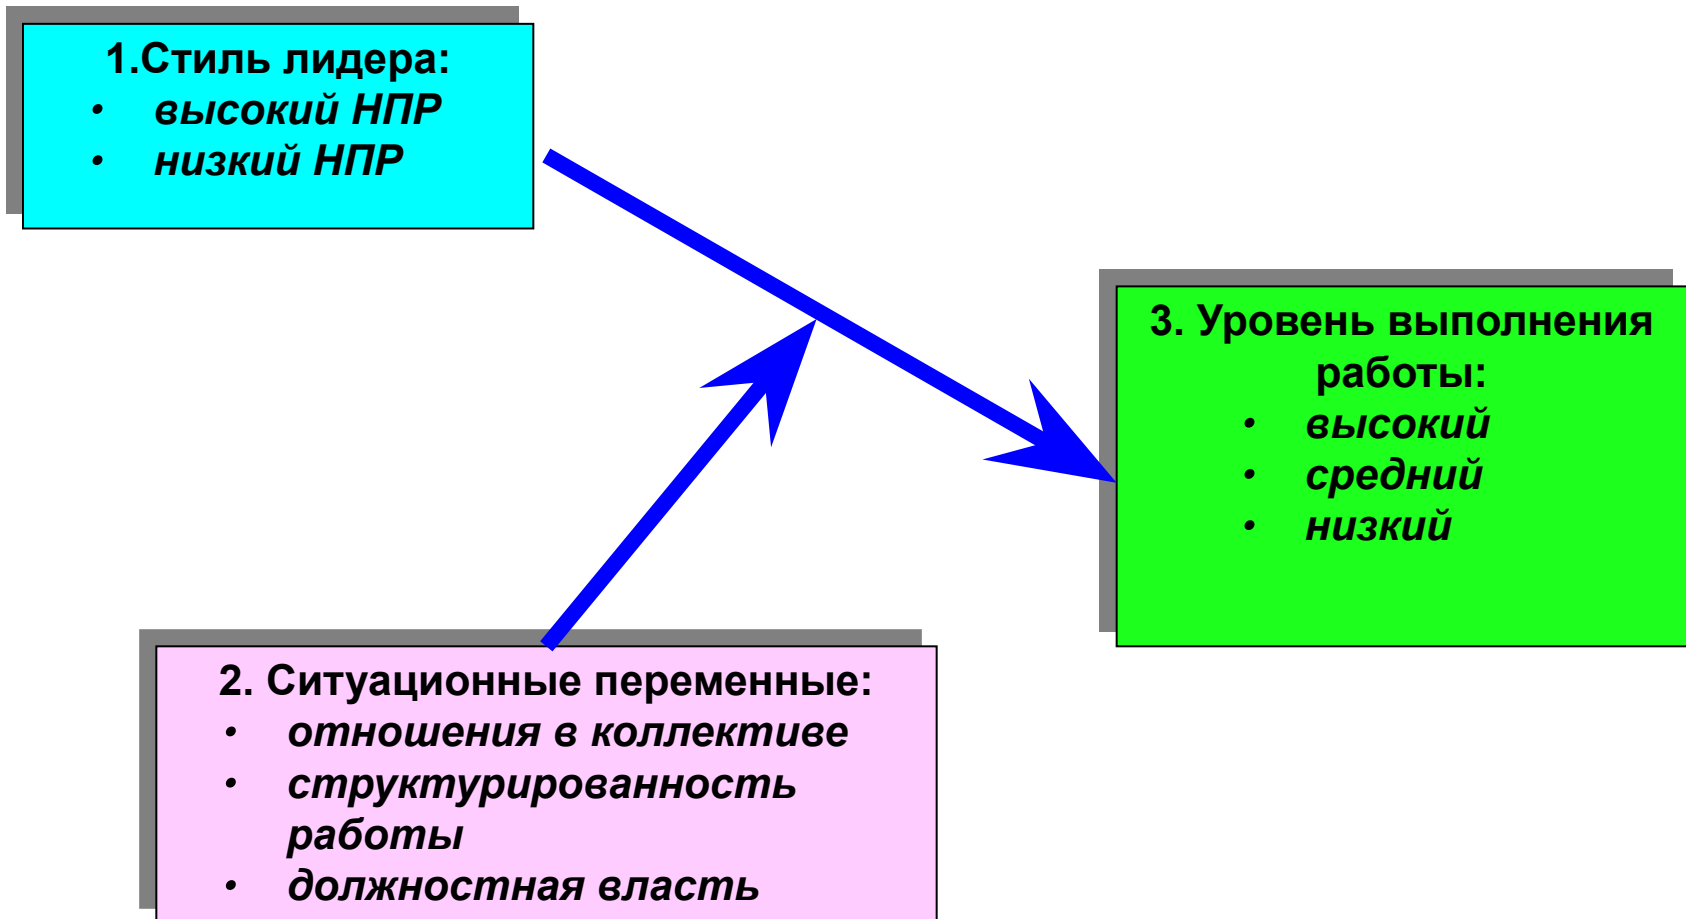 1.Стиль лидера:
• высокий НПР
• низкий НПР
3. Уровень выполнения
работы:
• высокий
• средний
• низкий
2. Ситуационные переменные:
• отношения в коллективе
• структурированность
работы
• должностная власть